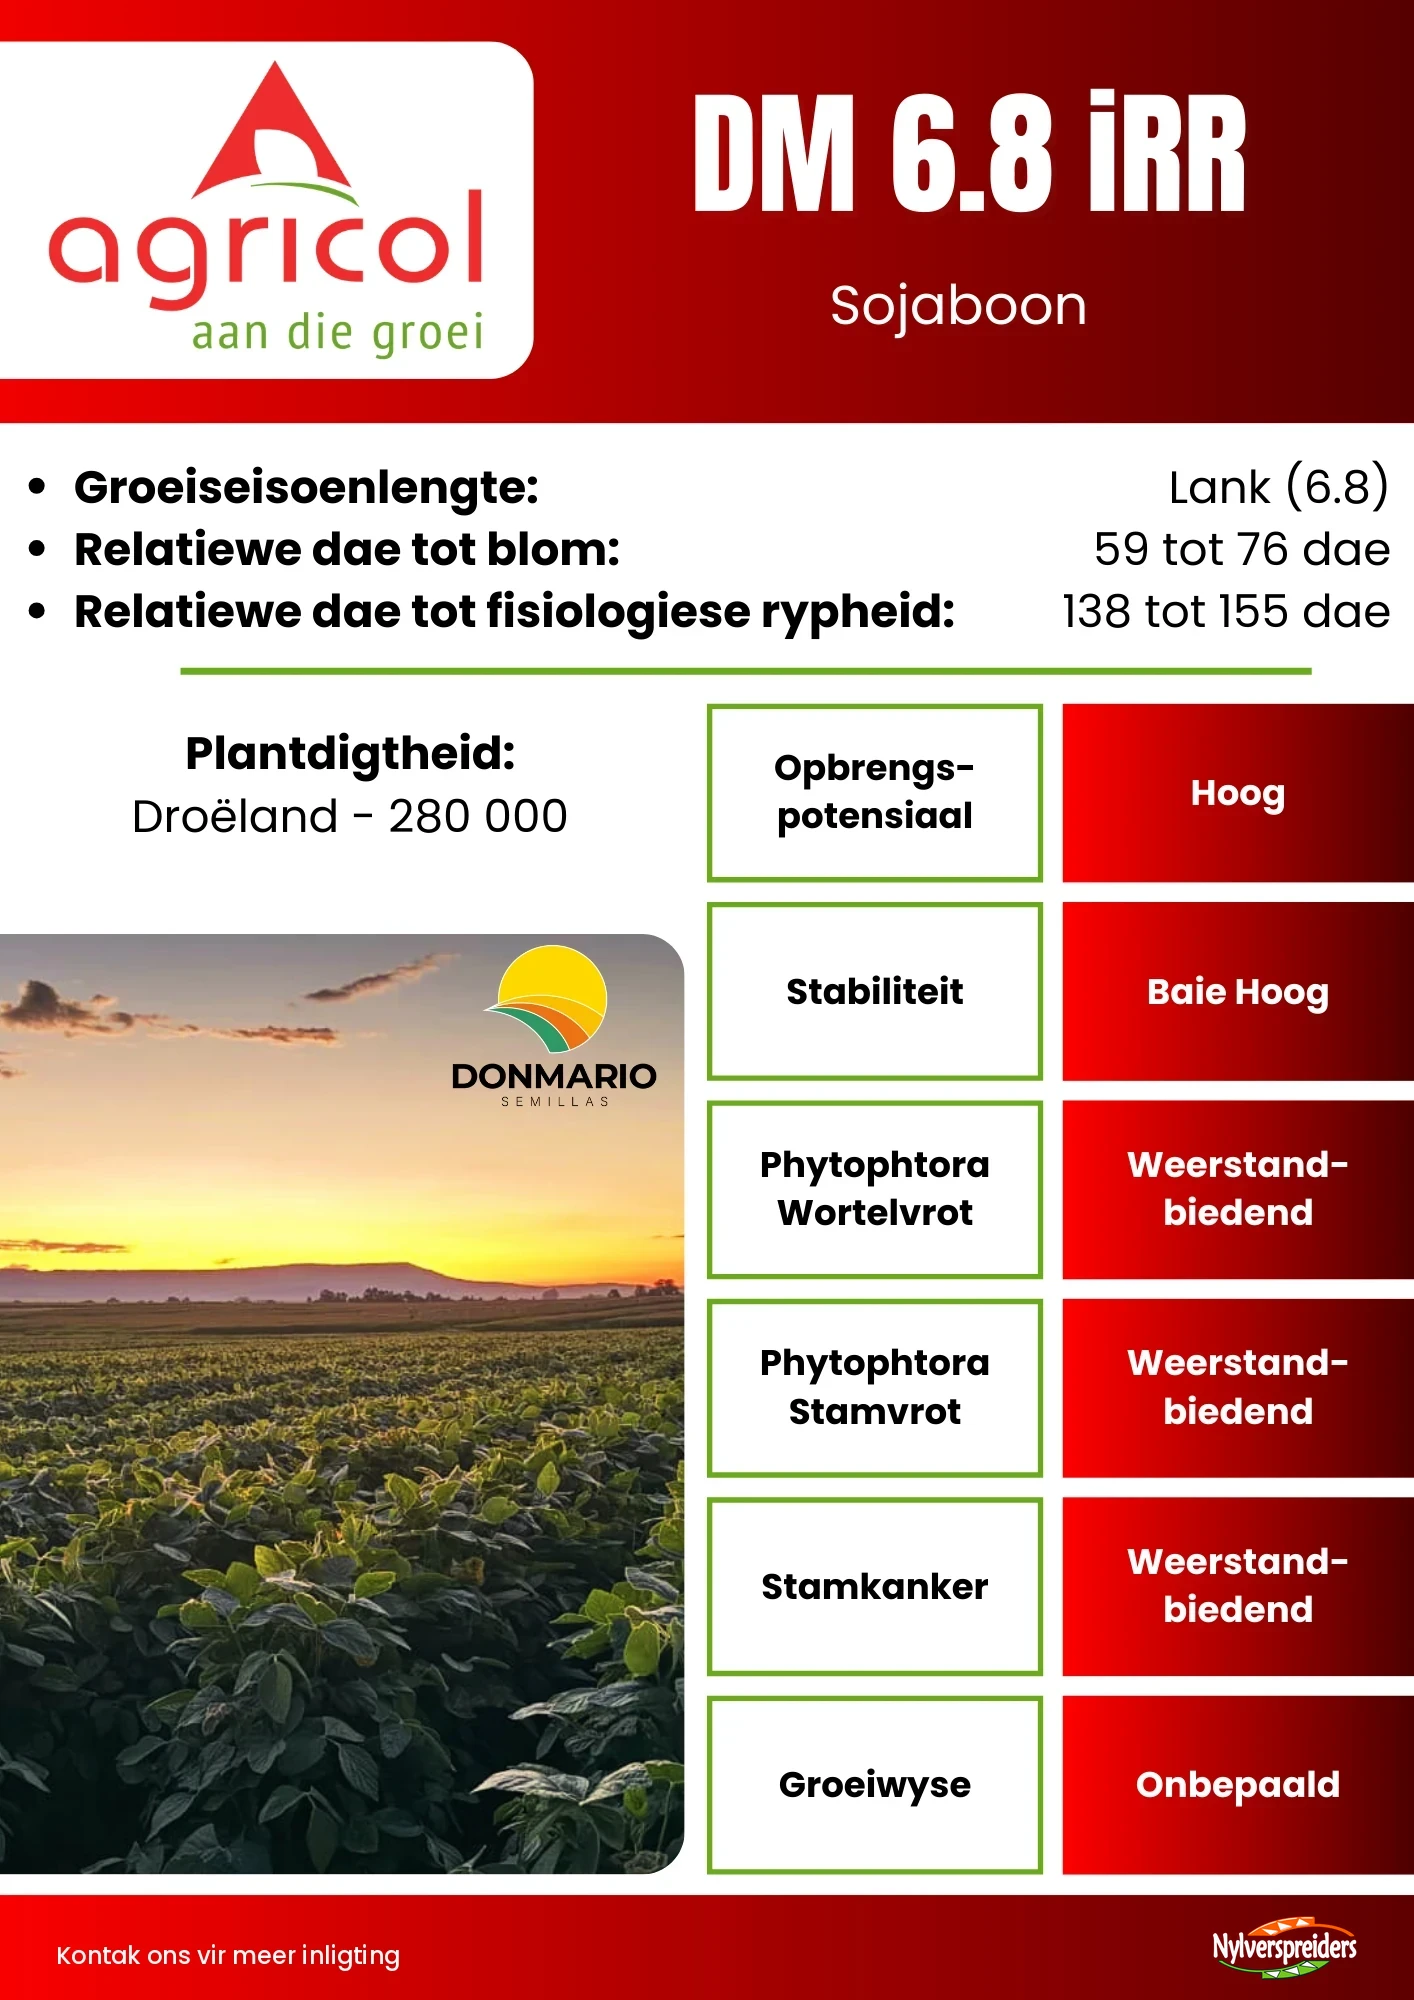 agricol
aan die groei
DM 6.8 iRR
Sojaboon
• Groeiseisoenlengte: Lank (6.8)
• Relatiewe dae tot blom: 59 tot 76 dae
• Relatiewe dae tot fisiologiese rypheid: 138 tot 155 dae
Plantdigtheid:
Droëland - 280 000
DONMARIO
SEMILLAS
Opbrengs-
potensiaal
Hoog
Stabiliteit
Baie Hoog
Phytophtora
Wortelvrot
Weerstand-
biedend
Phytophtora
Stamvrot
Weerstand-
biedend
Stamkanker
Weerstand-
biedend
Groeiwyse
Onbepaald
Kontak ons vir meer inligting
Nylverspreiders